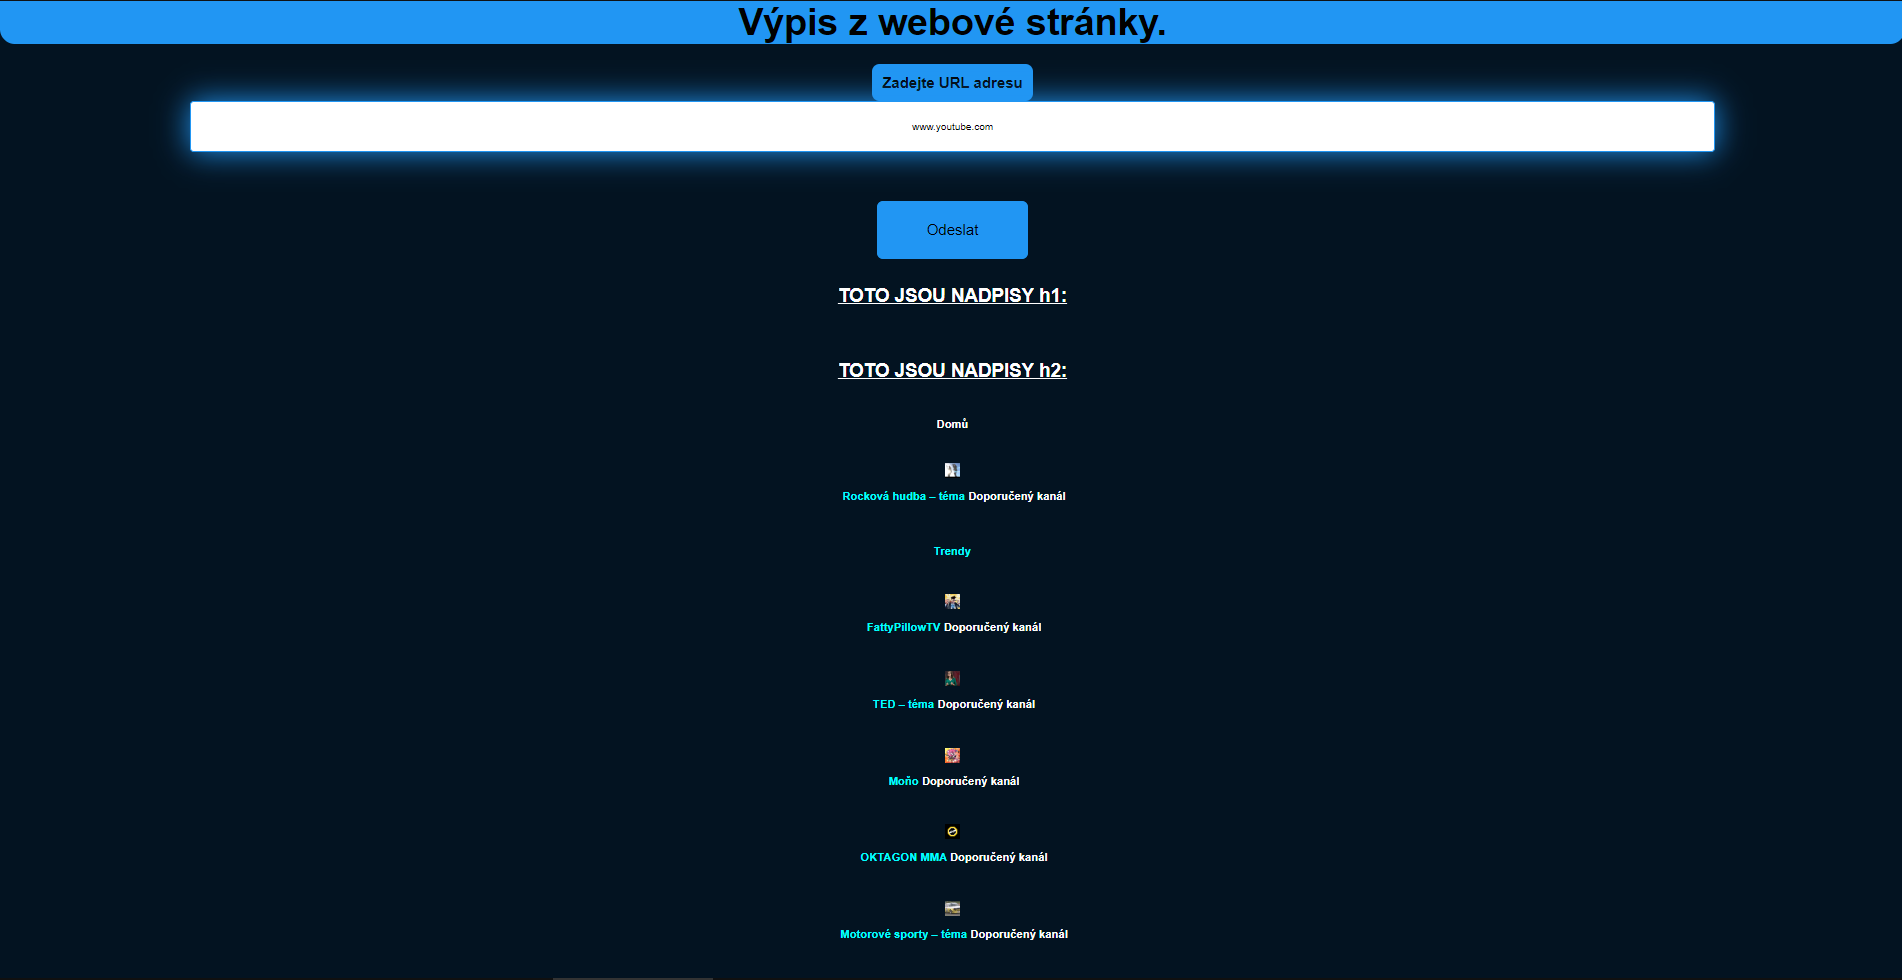 Výpis z webové stránky.
Zadejte URL adresu
www.youtube.com
Odeslat
TOTO JSOU NADPISY h1:
TOTO JSOU NADPISY h2:
Domů
Rocková hudba – téma Doporučený kanál
Trendy
FattyPillowTV Doporučený kanál
TED – téma Doporučený kanál
Moňo Doporučený kanál
OKTAGON MMA Doporučený kanál
Motorové sporty – téma Doporučený kanál